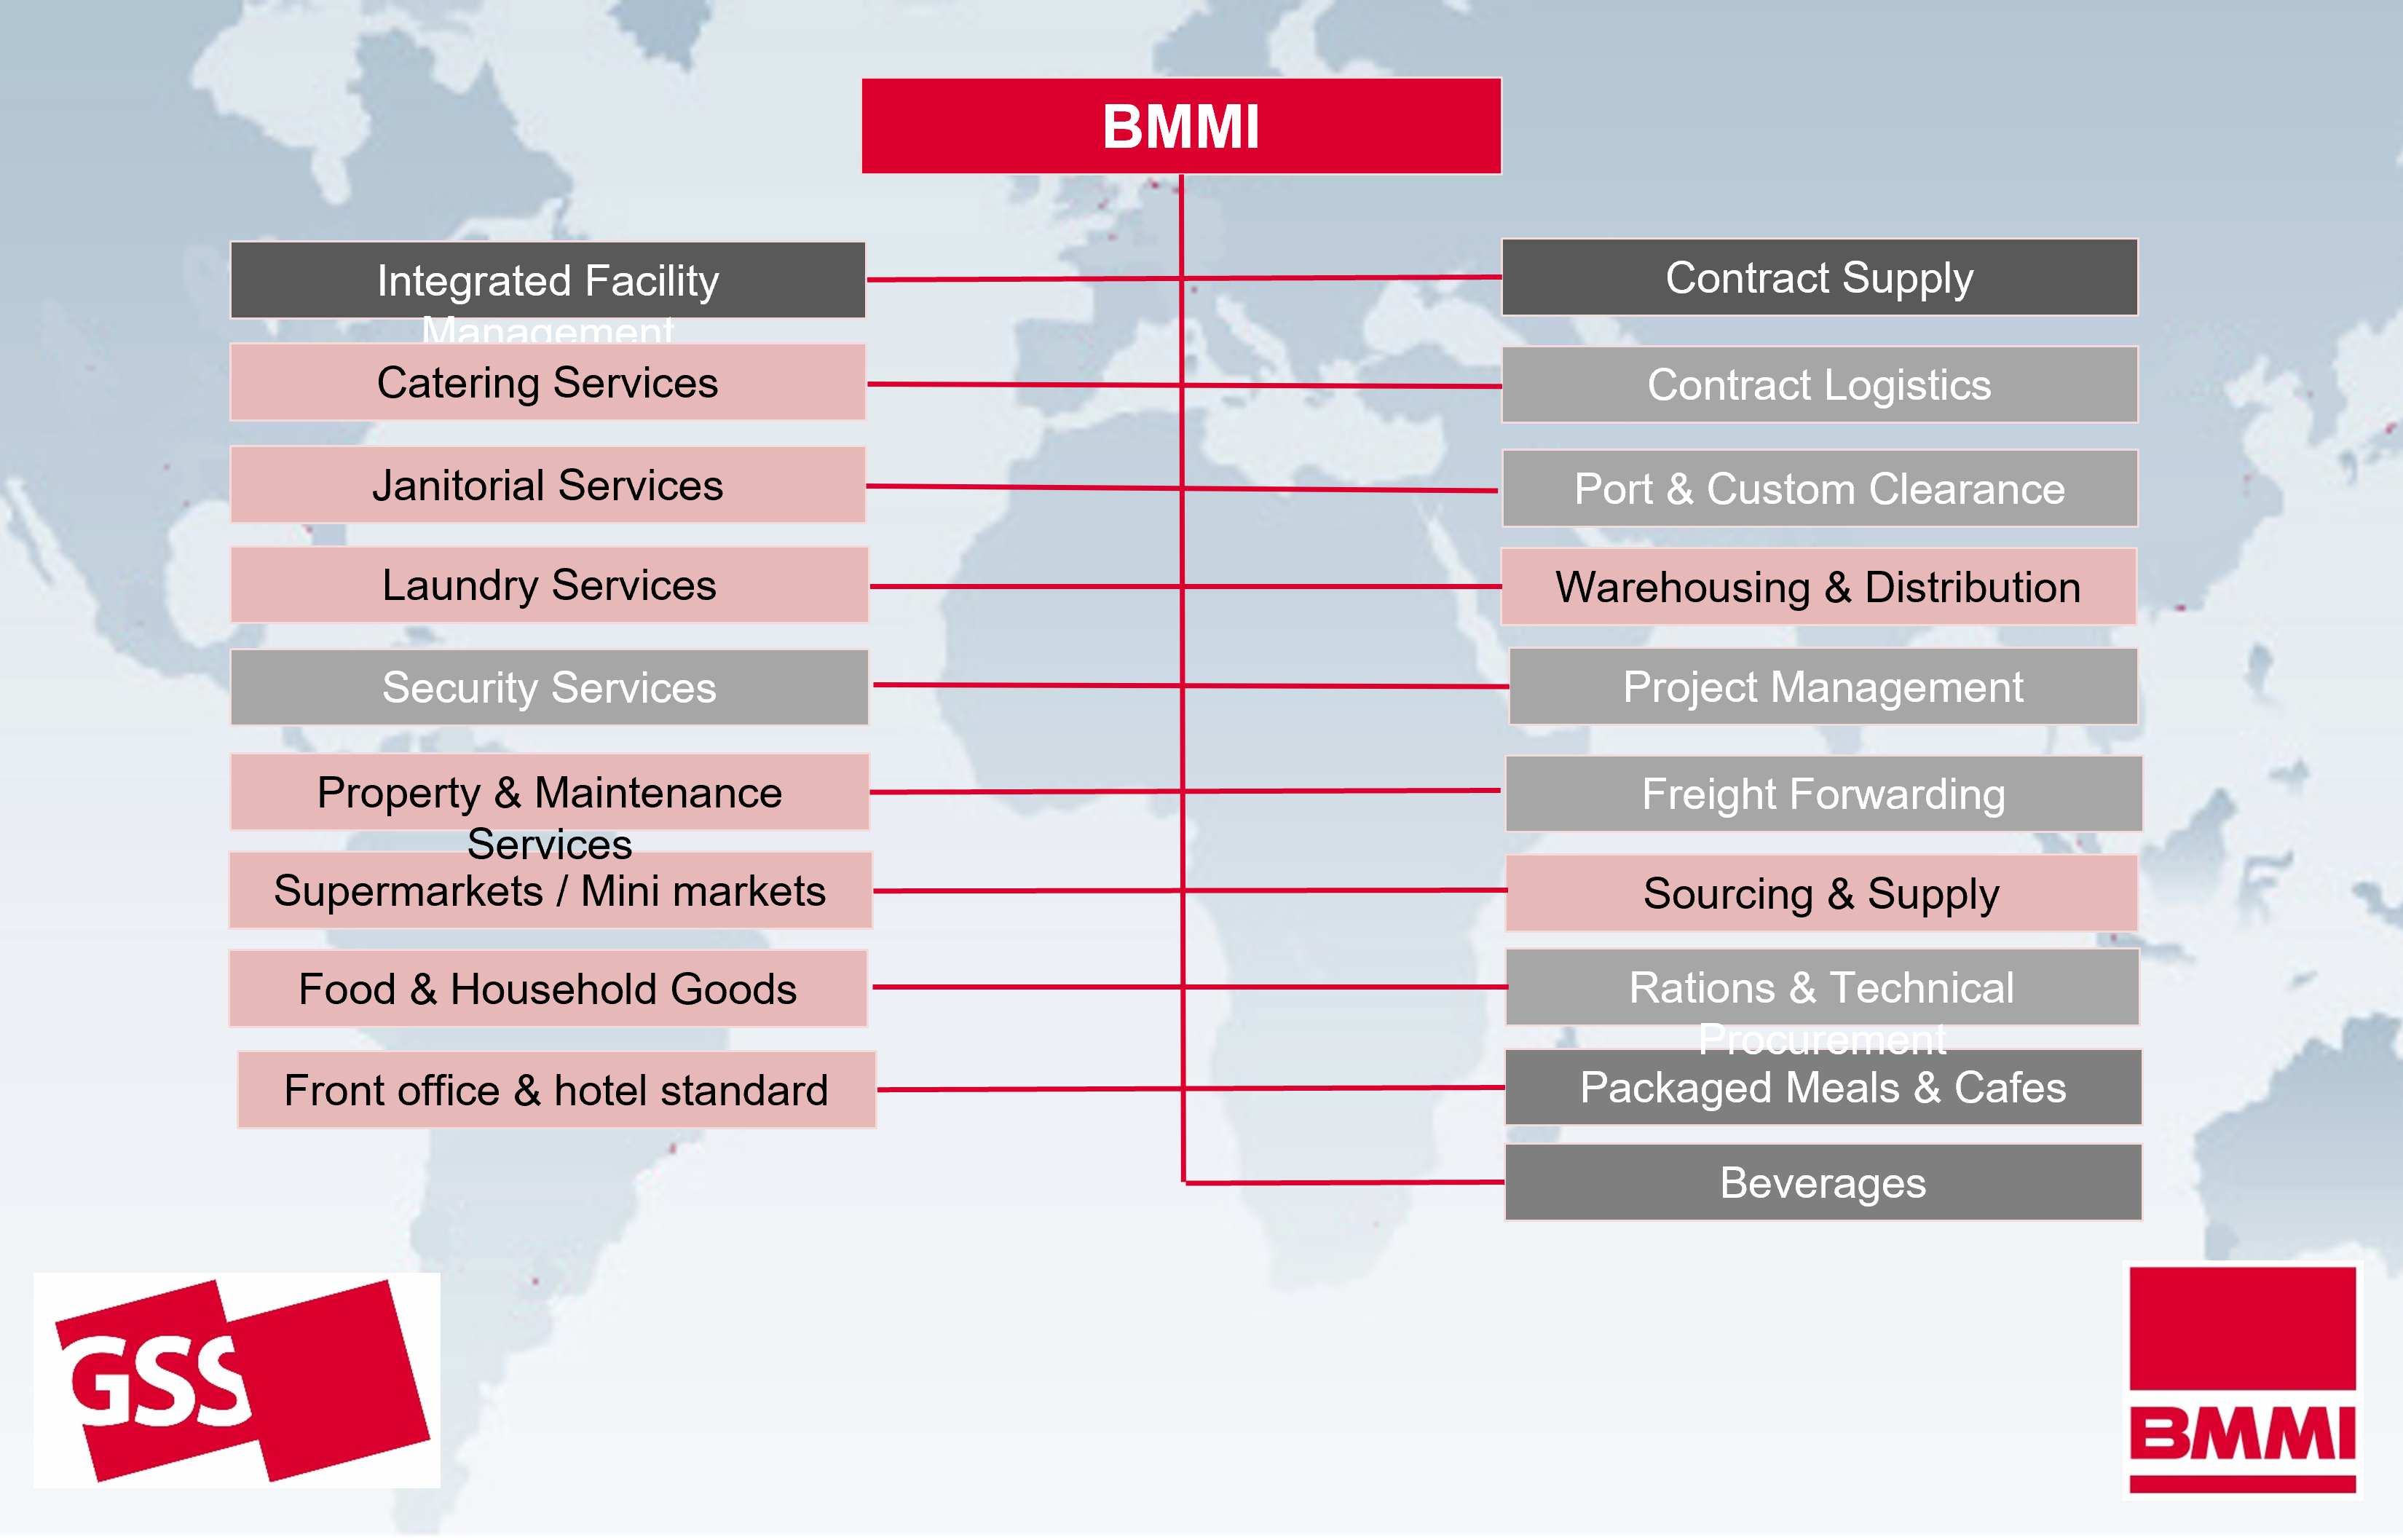 BMMI
Integrated Facility
Management
Catering Services
Janitorial Services
Laundry Services
Security Services
Property & Maintenance
Services
Supermarkets / Mini markets
Food & Household Goods
Front office & hotel standard
Contract Supply
Contract Logistics
Port & Custom Clearance
Warehousing & Distribution
Project Management
Freight Forwarding
Sourcing & Supply
Rations & Technical
Procurement
Packaged Meals & Cafes
Beverages
GSS
BMMI